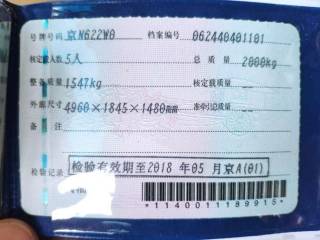 号牌号码 京N622W0 档案编号 062440401101
核定载人数 5人 总质量 2000kg
整备质量 1547kg 核定载质量 --
外廓尺寸 4960×1845×1480mm 准牵引总质量 --
备注
检验记录 检验有效期至2018年05月京A(01)
*1140011189915*